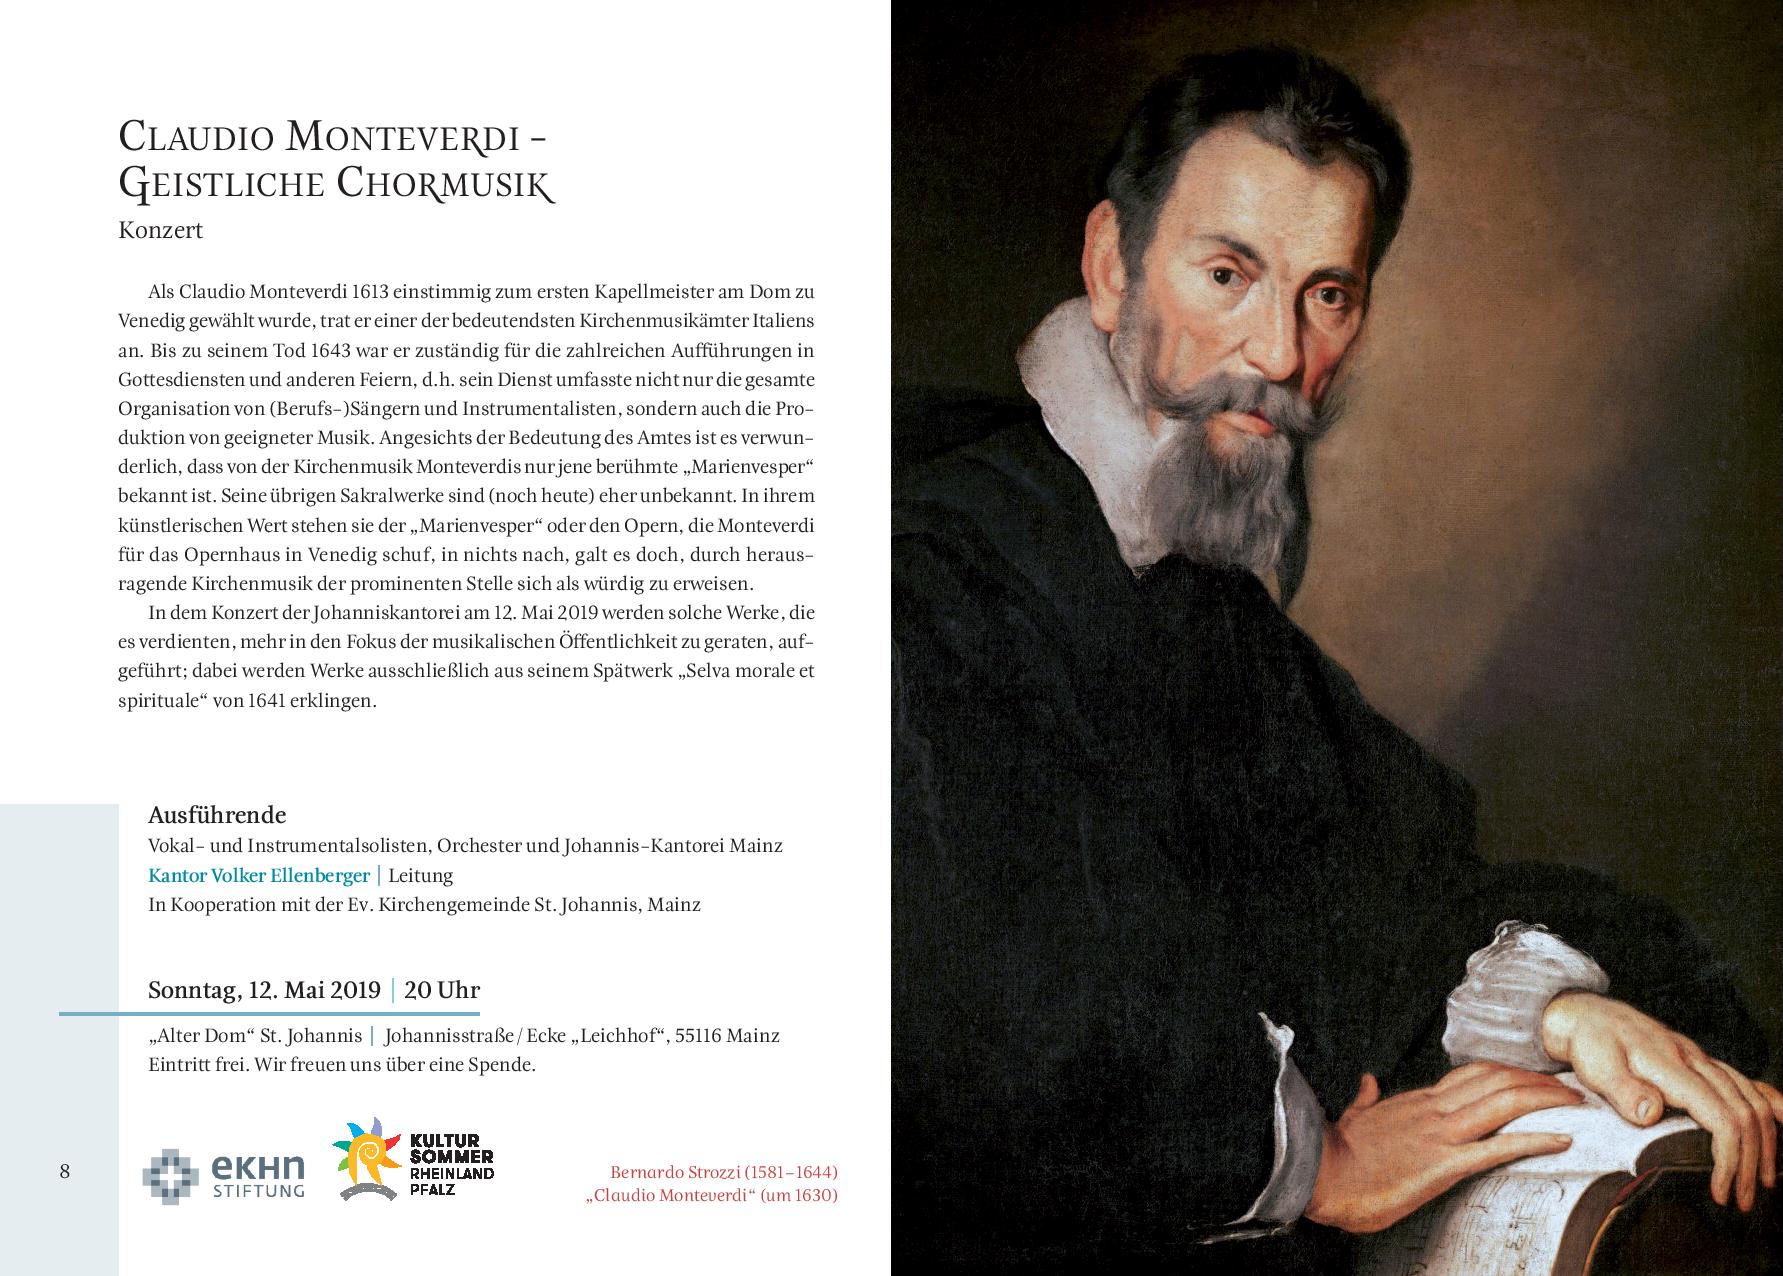 Claudio Monteverdi –
Geistliche Chormusik
Konzert
Als Claudio Monteverdi 1613 einstimmig zum ersten Kapellmeister am Dom zu
Venedig gewählt wurde, trat er einer der bedeutendsten Kirchenmusikämter Italiens
an. Bis zu seinem Tod 1643 war er zuständig für die zahlreichen Aufführungen in
Gottesdiensten und anderen Feiern, d.h. sein Dienst umfasste nicht nur die gesamte
Organisation von (Berufs-)Sängern und Instrumentalisten, sondern auch die Pro-
duktion von geeigneter Musik. Angesichts der Bedeutung des Amtes ist es verwun-
derlich, dass von der Kirchenmusik Monteverdis nur jene berühmte „Marienvesper“
bekannt ist. Seine übrigen Sakralwerke sind (noch heute) eher unbekannt. In ihrem
künstlerischen Wert stehen sie der „Marienvesper“ oder den Opern, die Monteverdi
für das Opernhaus in Venedig schuf, in nichts nach, galt es doch, durch heraus-
ragende Kirchenmusik der prominenten Stelle sich als würdig zu erweisen.
In dem Konzert der Johanniskantorei am 12. Mai 2019 werden solche Werke, die
es verdienten, mehr in den Fokus der musikalischen Öffentlichkeit zu geraten, auf-
geführt; dabei werden Werke ausschließlich aus seinem Spätwerk „Selva morale et
spirituale“ von 1641 erklingen.
Ausführende
Vokal- und Instrumentalsolisten, Orchester und Johannis-Kantorei Mainz
Kantor Volker Ellenberger | Leitung
In Kooperation mit der Ev. Kirchengemeinde St. Johannis, Mainz
Sonntag, 12. Mai 2019 | 20 Uhr
„Alter Dom“ St. Johannis | Johannisstraße / Ecke „Leichhof“, 55116 Mainz
Eintritt frei. Wir freuen uns über eine Spende.
8
eKHN
STIFTUNG
KULTUR
SOMMER
RHEINLAND
PFALZ
Bernardo Strozzi (1581–1644)
„Claudio Monteverdi“ (um 1630)